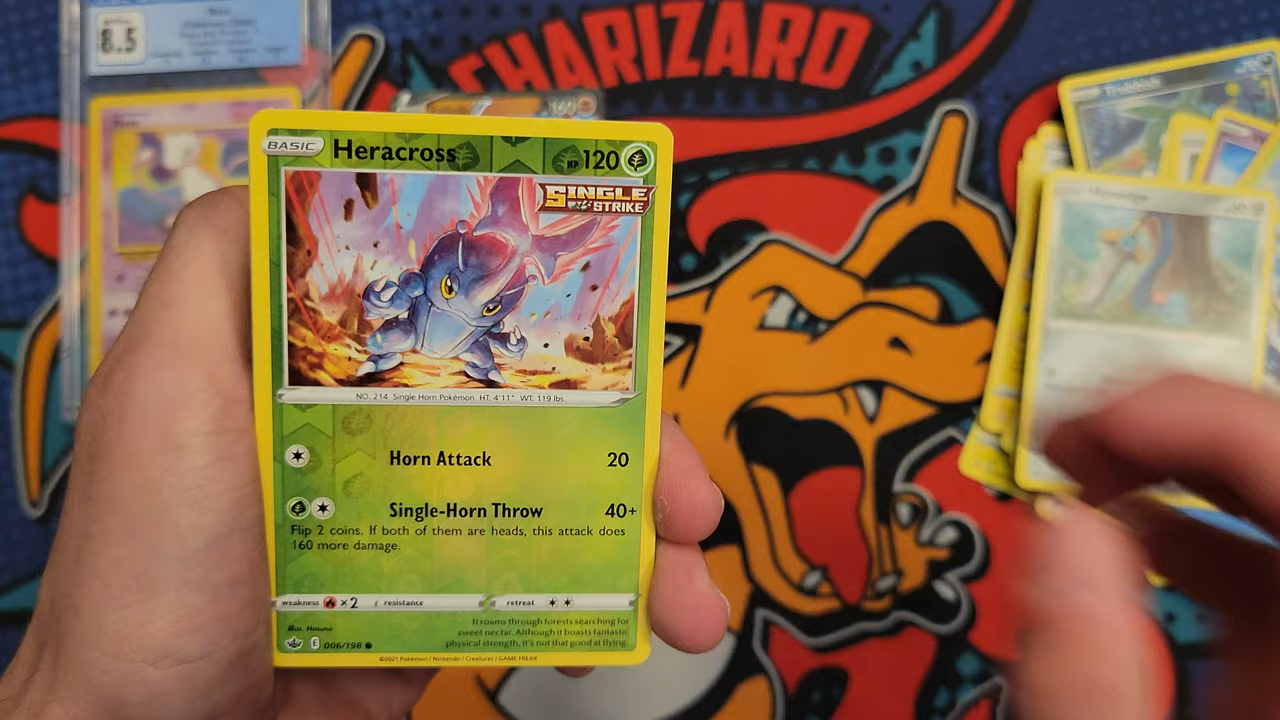 CHARIZARD
8.5
BASIC
Heracross
HP 120
SINGLE
STRIKE
NO. 214 Single Horn Pokémon HT: 4'11" WT: 119 lbs.
Horn Attack 20
Single-Horn Throw 40+
Flip 2 coins. If both of them are heads, this attack does
160 more damage.
weakness ×2 resistance retreat
Illus. Hasuno
It roams through forests searching for
sweet nectar. Although it boasts fantastic
physical strength, it's not that good at flying.
E 006/198
©2021 Pokémon / Nintendo / Creatures / GAME FREAK
Trubbish